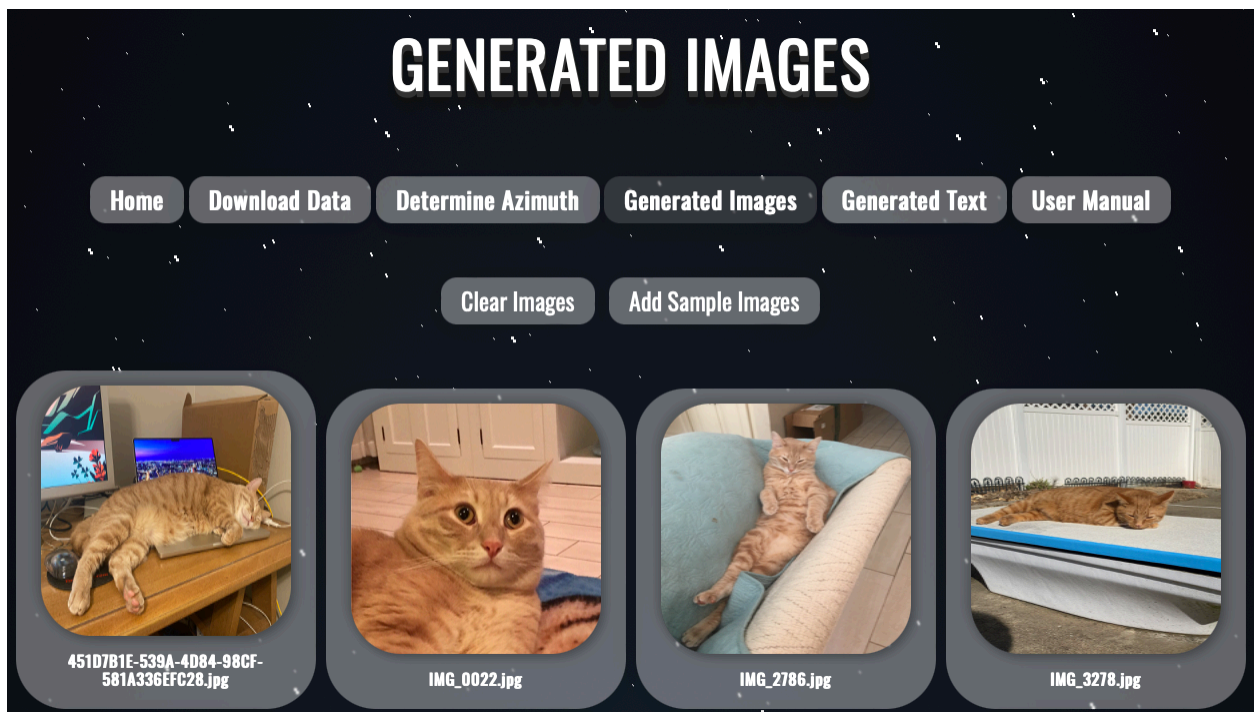 GENERATED IMAGES
Home
Download Data
Determine Azimuth
Generated Images
Generated Text
User Manual
Clear Images
Add Sample Images
451D7B1E-539A-4D84-98CF-
581A336EFC28.jpg
IMG_0022.jpg
IMG_2786.jpg
IMG_3278.jpg